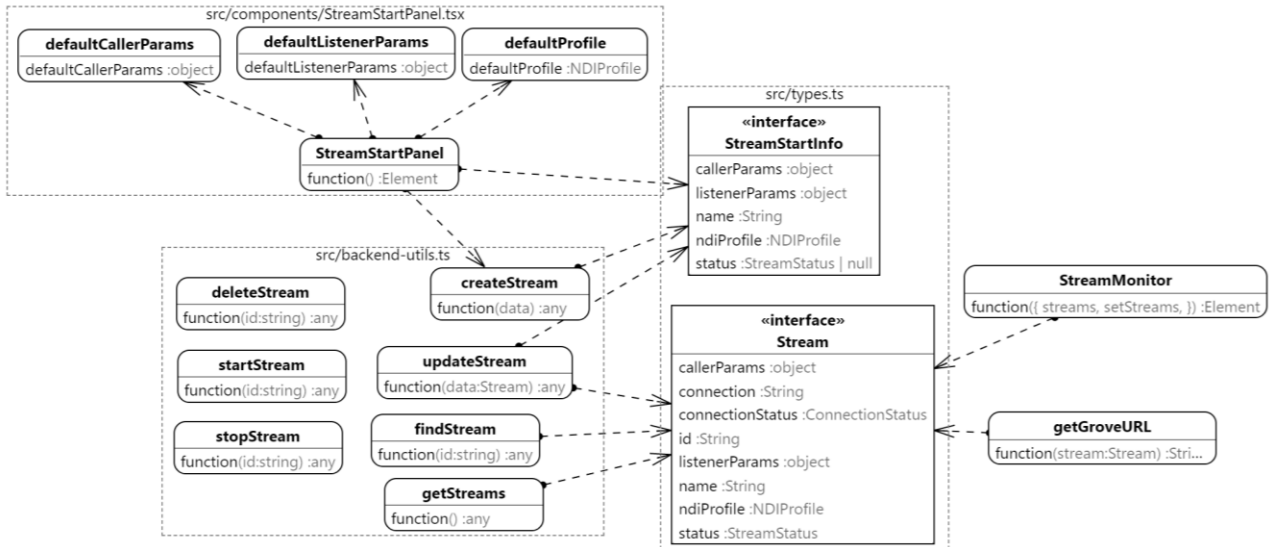 src/components/StreamStartPanel.tsx
defaultCallerParams
defaultCallerParams :object
defaultListenerParams
defaultListenerParams :object
defaultProfile
defaultProfile :NDIProfile
StreamStartPanel
function() :Element
src/types.ts
«interface»
StreamStartInfo
callerParams :object
listenerParams :object
name :String
ndiProfile :NDIProfile
status :StreamStatus | null
src/backend-utils.ts
deleteStream
function(id:string) :any
createStream
function(data) :any
startStream
function(id:string) :any
updateStream
function(data:Stream) :any
stopStream
function(id:string) :any
findStream
function(id:string) :any
getStreams
function() :any
«interface»
Stream
callerParams :object
connection :String
connectionStatus :ConnectionStatus
id :String
listenerParams :object
name :String
ndiProfile :NDIProfile
status :StreamStatus
StreamMonitor
function({ streams, setStreams, }) :Element
getGroveURL
function(stream:Stream) :Stri...